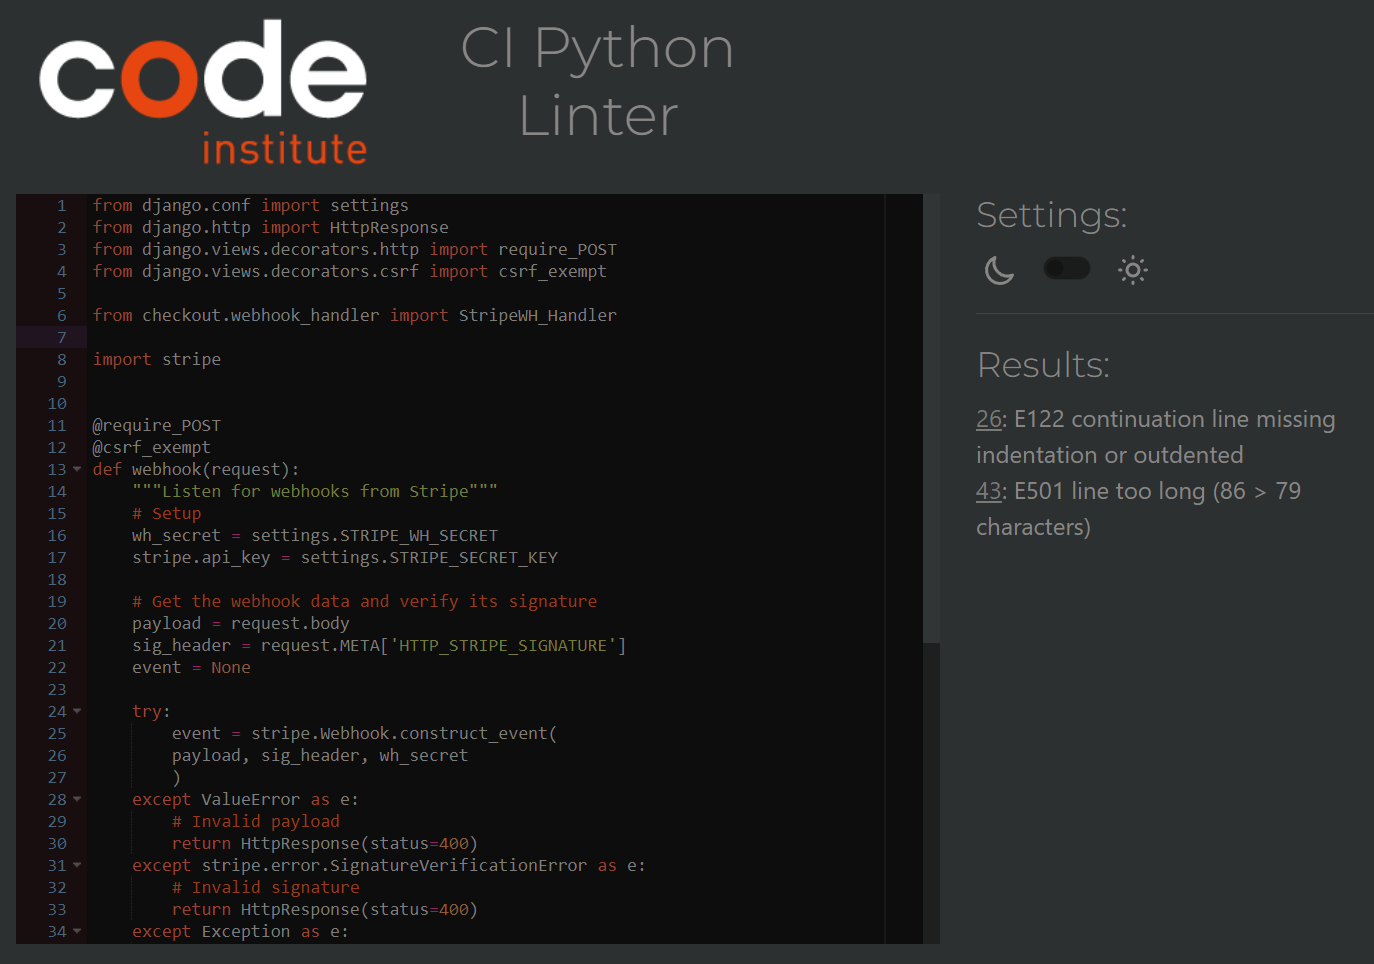 code
institute
CI Python
Linter
1 from django.conf import settings
2 from django.http import HttpResponse
3 from django.views.decorators.http import require_POST
4 from django.views.decorators.csrf import csrf_exempt
5
6 from checkout.webhook_handler import StripeWH_Handler
7
8 import stripe
9
10
11 @require_POST
12 @csrf_exempt
13 def webhook(request):
14     """Listen for webhooks from Stripe"""
15     # Setup
16     wh_secret = settings.STRIPE_WH_SECRET
17     stripe.api_key = settings.STRIPE_SECRET_KEY
18
19     # Get the webhook data and verify its signature
20     payload = request.body
21     sig_header = request.META['HTTP_STRIPE_SIGNATURE']
22     event = None
23
24     try:
25         event = stripe.Webhook.construct_event(
26         payload, sig_header, wh_secret
27         )
28     except ValueError as e:
29         # Invalid payload
30         return HttpResponse(status=400)
31     except stripe.error.SignatureVerificationError as e:
32         # Invalid signature
33         return HttpResponse(status=400)
34     except Exception as e:
Settings:
Results:
26: E122 continuation line missing
indentation or outdented
43: E501 line too long (86 > 79
characters)